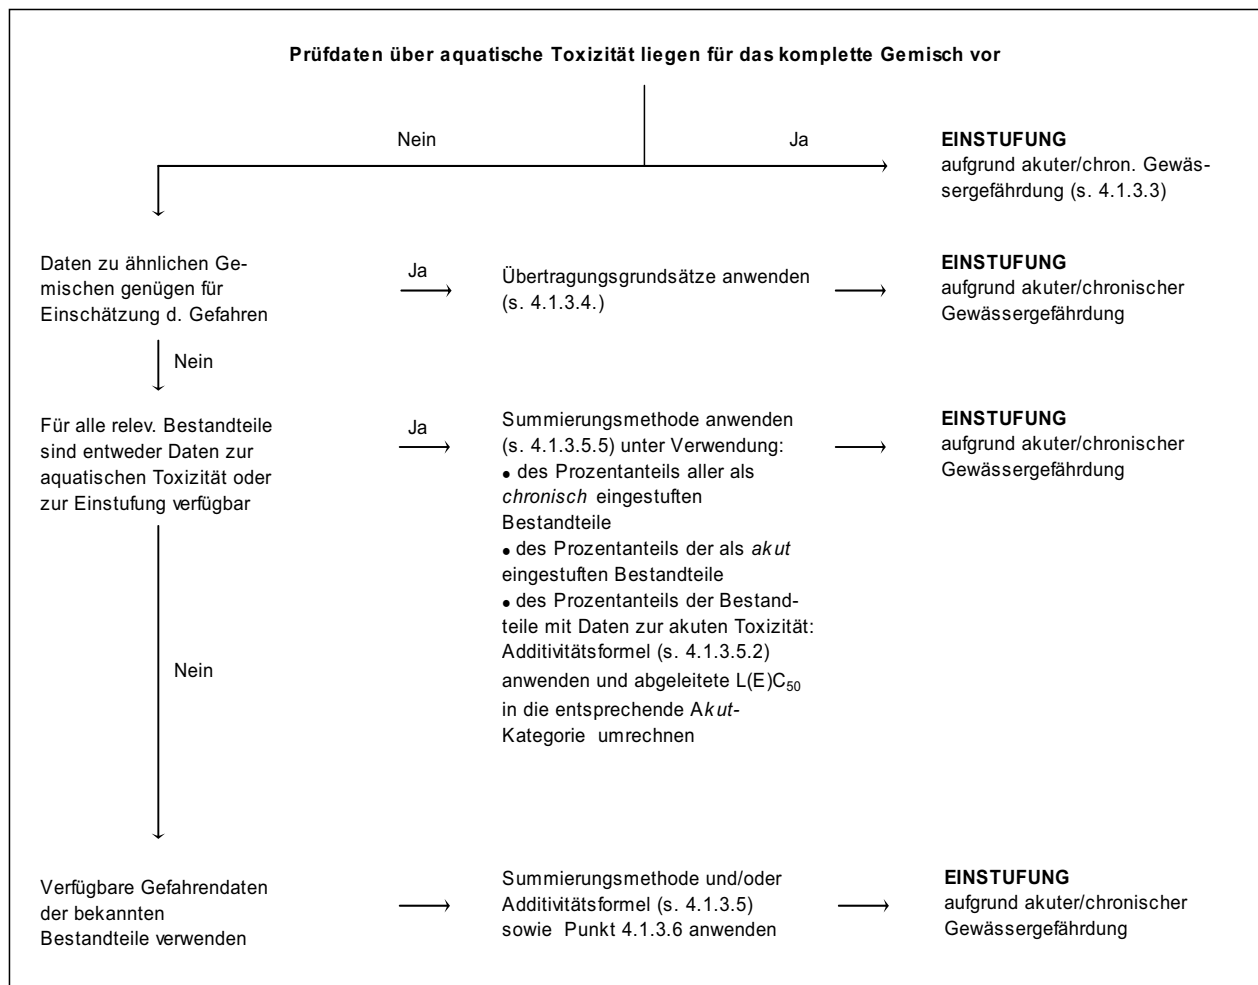 Prüfdaten über aquatische Toxizität liegen für das komplette Gemisch vor
Nein
Ja
EINSTUFUNG
aufgrund akuter/chron. Gewäs-
sergefährdung (s. 4.1.3.3)
Daten zu ähnlichen Ge-
mischen genügen für
Einschätzung d. Gefahren
Ja
Übertragungsgrundsätze anwenden
(s. 4.1.3.4.)
EINSTUFUNG
aufgrund akuter/chronischer
Gewässergefährdung
Nein
Für alle relev. Bestandteile
sind entweder Daten zur
aquatischen Toxizität oder
zur Einstufung verfügbar
Ja
Summierungsmethode anwenden
(s. 4.1.3.5.5) unter Verwendung:
• des Prozentanteils aller als
chronisch eingestuften
Bestandteile
• des Prozentanteils der als akut
eingestuften Bestandteile
• des Prozentanteils der Bestand-
teile mit Daten zur akuten Toxizität:
Additivitätsformel (s. 4.1.3.5.2)
anwenden und abgeleitete L(E)C₅₀
in die entsprechende Akut-
Kategorie umrechnen
EINSTUFUNG
aufgrund akuter/chronischer
Gewässergefährdung
Nein
Verfügbare Gefahrendaten
der bekannten
Bestandteile verwenden
Summierungsmethode und/oder
Additivitätsformel (s. 4.1.3.5)
sowie Punkt 4.1.3.6 anwenden
EINSTUFUNG
aufgrund akuter/chronischer
Gewässergefährdung